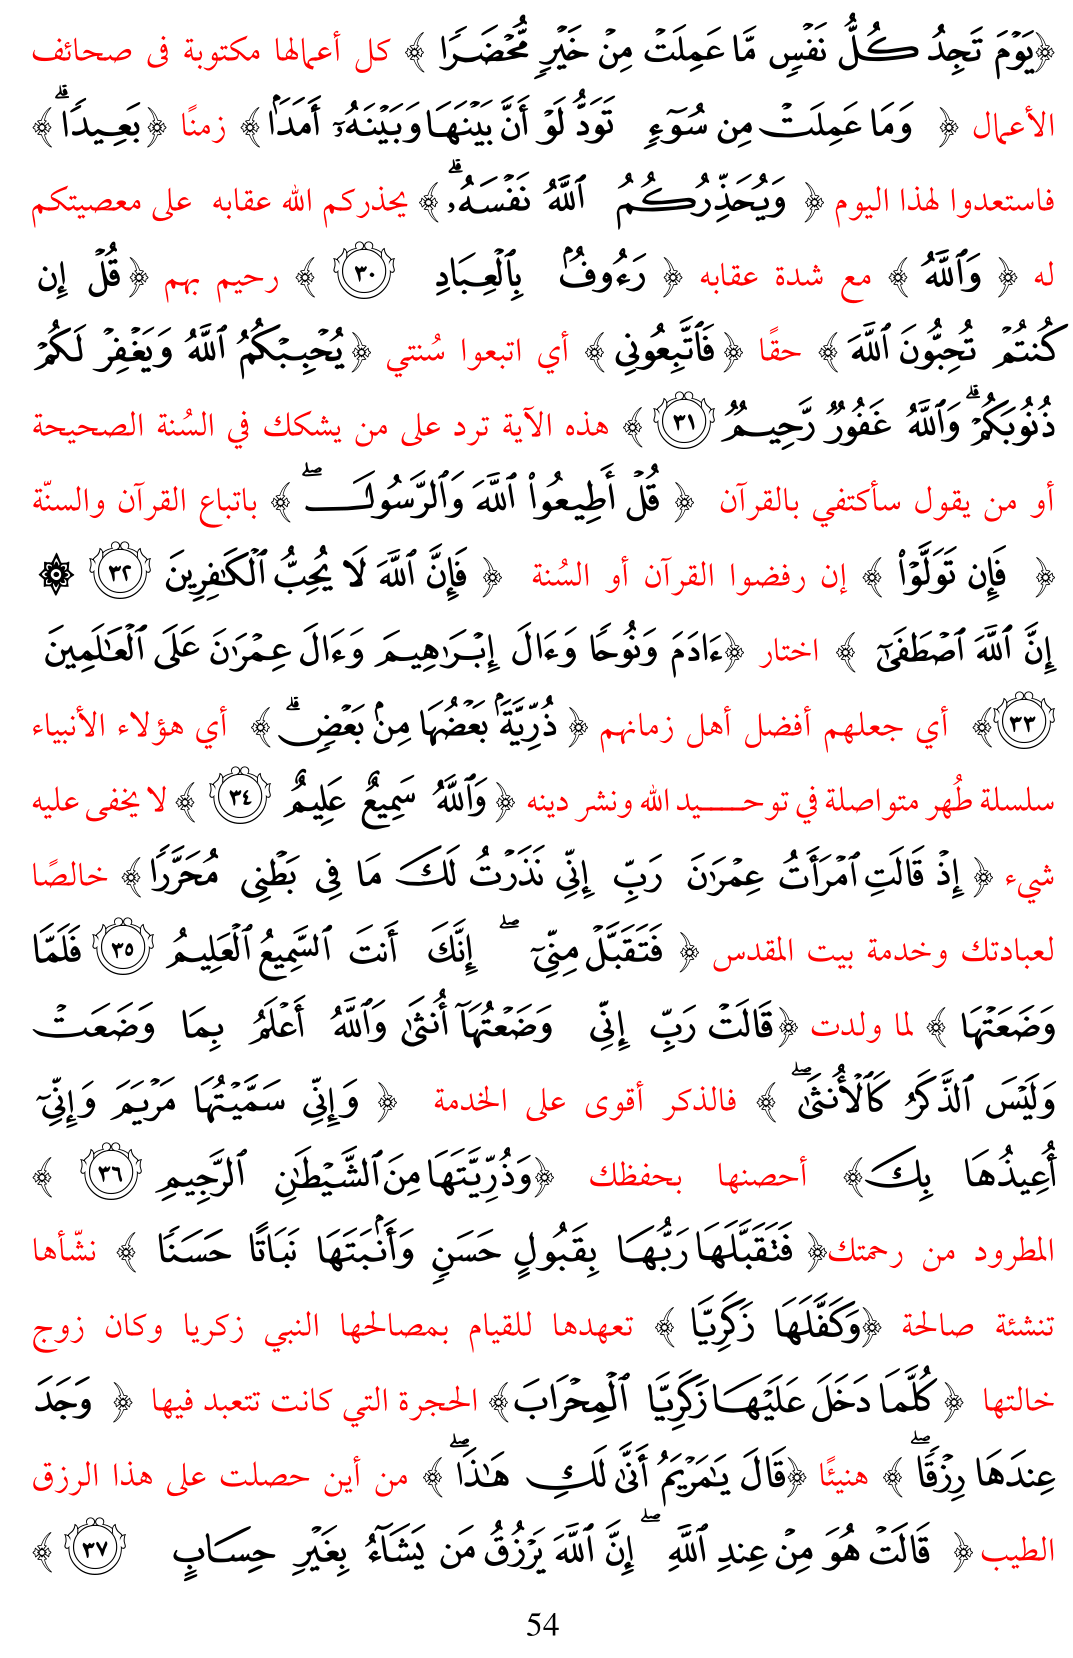 ﴿يَوْمَ تَجِدُ كُلُّ نَفْسٍ مَّا عَمِلَتْ مِنْ خَيْرٍ مُّحْضَرًا ﴾ كل أعمالها مكتوبة فى صحائف
الأعمال ﴿ وَمَا عَمِلَتْ مِن سُوٓءٍ تَوَدُّ لَوْ أَنَّ بَيْنَهَا وَبَيْنَهُۥٓ أَمَدًۢا﴾ زمنًا ﴿بَعِيدًا ۗ﴾
فاستعدوا لهذا اليوم ﴿ وَيُحَذِّرُكُمُ ٱللَّهُ نَفْسَهُۥ ۗ﴾ يحذركم الله عقابه على معصيتكم
له ﴿ وَٱللَّهُ ﴾ مع شدة عقابه ﴿ رَءُوفٌۢ بِٱلْعِبَادِ ٣٠ ﴾ رحيم بهم ﴿قُلْ إِن
كُنتُمْ تُحِبُّونَ ٱللَّهَ ﴾ حقًا ﴿فَٱتَّبِعُونِى ﴾ أي اتبعوا سُنتي ﴿يُحْبِبْكُمُ ٱللَّهُ وَيَغْفِرْ لَكُمْ
ذُنُوبَكُمْ ۗ وَٱللَّهُ غَفُورٌ رَّحِيمٌ ٣١ ﴾ هذه الآية ترد على من يشكك في السُنة الصحيحة
أو من يقول سأكتفي بالقرآن ﴿ قُلْ أَطِيعُوا۟ ٱللَّهَ وَٱلرَّسُولَ ۖ ﴾ باتباع القرآن والسنّة
﴿ فَإِن تَوَلَّوْا۟ ﴾ إن رفضوا القرآن أو السُنة ﴿ فَإِنَّ ٱللَّهَ لَا يُحِبُّ ٱلْكَـٰفِرِينَ ٣٢ ۞
إِنَّ ٱللَّهَ ٱصْطَفَىٰٓ ﴾ اختار ﴿ءَادَمَ وَنُوحًا وَءَالَ إِبْرَٰهِيمَ وَءَالَ عِمْرَٰنَ عَلَى ٱلْعَـٰلَمِينَ
٣٣﴾ أي جعلهم أفضل أهل زمانهم ﴿ ذُرِّيَّةًۢ بَعْضُهَا مِنۢ بَعْضٍ ۗ ﴾ أي هؤلاء الأنبياء
سلسلة طُهر متواصلة في توحــــيد الله ونشر دينه ﴿ وَٱللَّهُ سَمِيعٌ عَلِيمٌ ٣٤ ﴾ لا يخفى عليه
شيء ﴿ إِذْ قَالَتِ ٱمْرَأَتُ عِمْرَٰنَ رَبِّ إِنِّى نَذَرْتُ لَكَ مَا فِى بَطْنِى مُحَرَّرًا ﴾ خالصًا
لعبادتك وخدمة بيت المقدس ﴿ فَتَقَبَّلْ مِنِّىٓ ۖ إِنَّكَ أَنتَ ٱلسَّمِيعُ ٱلْعَلِيمُ ٣٥ فَلَمَّا
وَضَعَتْهَا ﴾ لما ولدت ﴿قَالَتْ رَبِّ إِنِّى وَضَعْتُهَآ أُنثَىٰ وَٱللَّهُ أَعْلَمُ بِمَا وَضَعَتْ
وَلَيْسَ ٱلذَّكَرُ كَٱلْأُنثَىٰ ۖ ﴾ فالذكر أقوى على الخدمة ﴿ وَإِنِّى سَمَّيْتُهَا مَرْيَمَ وَإِنِّىٓ
أُعِيذُهَا بِكَ﴾ أحصنها بحفظك ﴿وَذُرِّيَّتَهَا مِنَ ٱلشَّيْطَـٰنِ ٱلرَّجِيمِ ٣٦ ﴾
المطرود من رحمتك﴿ فَتَقَبَّلَهَا رَبُّهَا بِقَبُولٍ حَسَنٍ وَأَنۢبَتَهَا نَبَاتًا حَسَنًا ﴾ نشّأها
تنشئة صالحة ﴿وَكَفَّلَهَا زَكَرِيَّا ﴾ تعهدها للقيام بمصالحها النبي زكريا وكان زوج
خالتها ﴿ كُلَّمَا دَخَلَ عَلَيْهَا زَكَرِيَّا ٱلْمِحْرَابَ﴾ الحجرة التي كانت تتعبد فيها ﴿ وَجَدَ
عِندَهَا رِزْقًا ۖ ﴾ هنيئًا ﴿قَالَ يَـٰمَرْيَمُ أَنَّىٰ لَكِ هَـٰذَا ۖ ﴾ من أين حصلت على هذا الرزق
الطيب ﴿ قَالَتْ هُوَ مِنْ عِندِ ٱللَّهِ ۖ إِنَّ ٱللَّهَ يَرْزُقُ مَن يَشَآءُ بِغَيْرِ حِسَابٍ ٣٧ ﴾
54